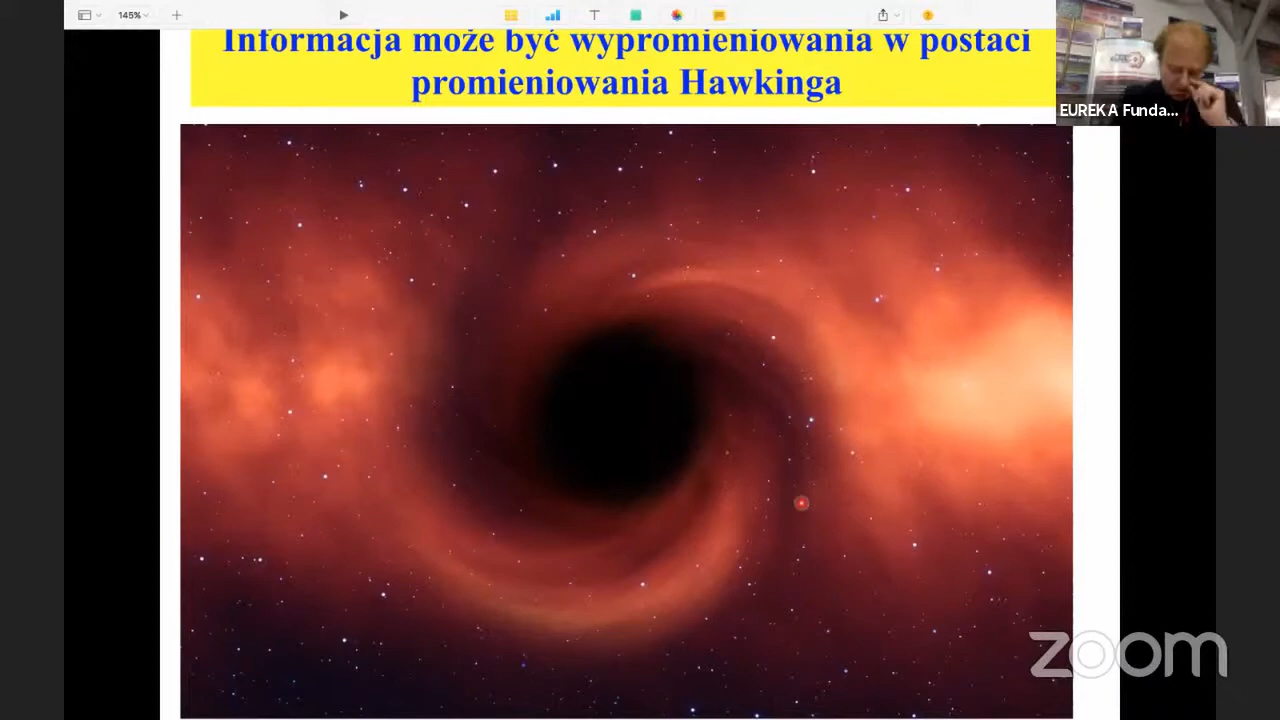 145%
Informacja może być wypromieniowania w postaci
promieniowania Hawkinga
EUREKA Funda...
zoom